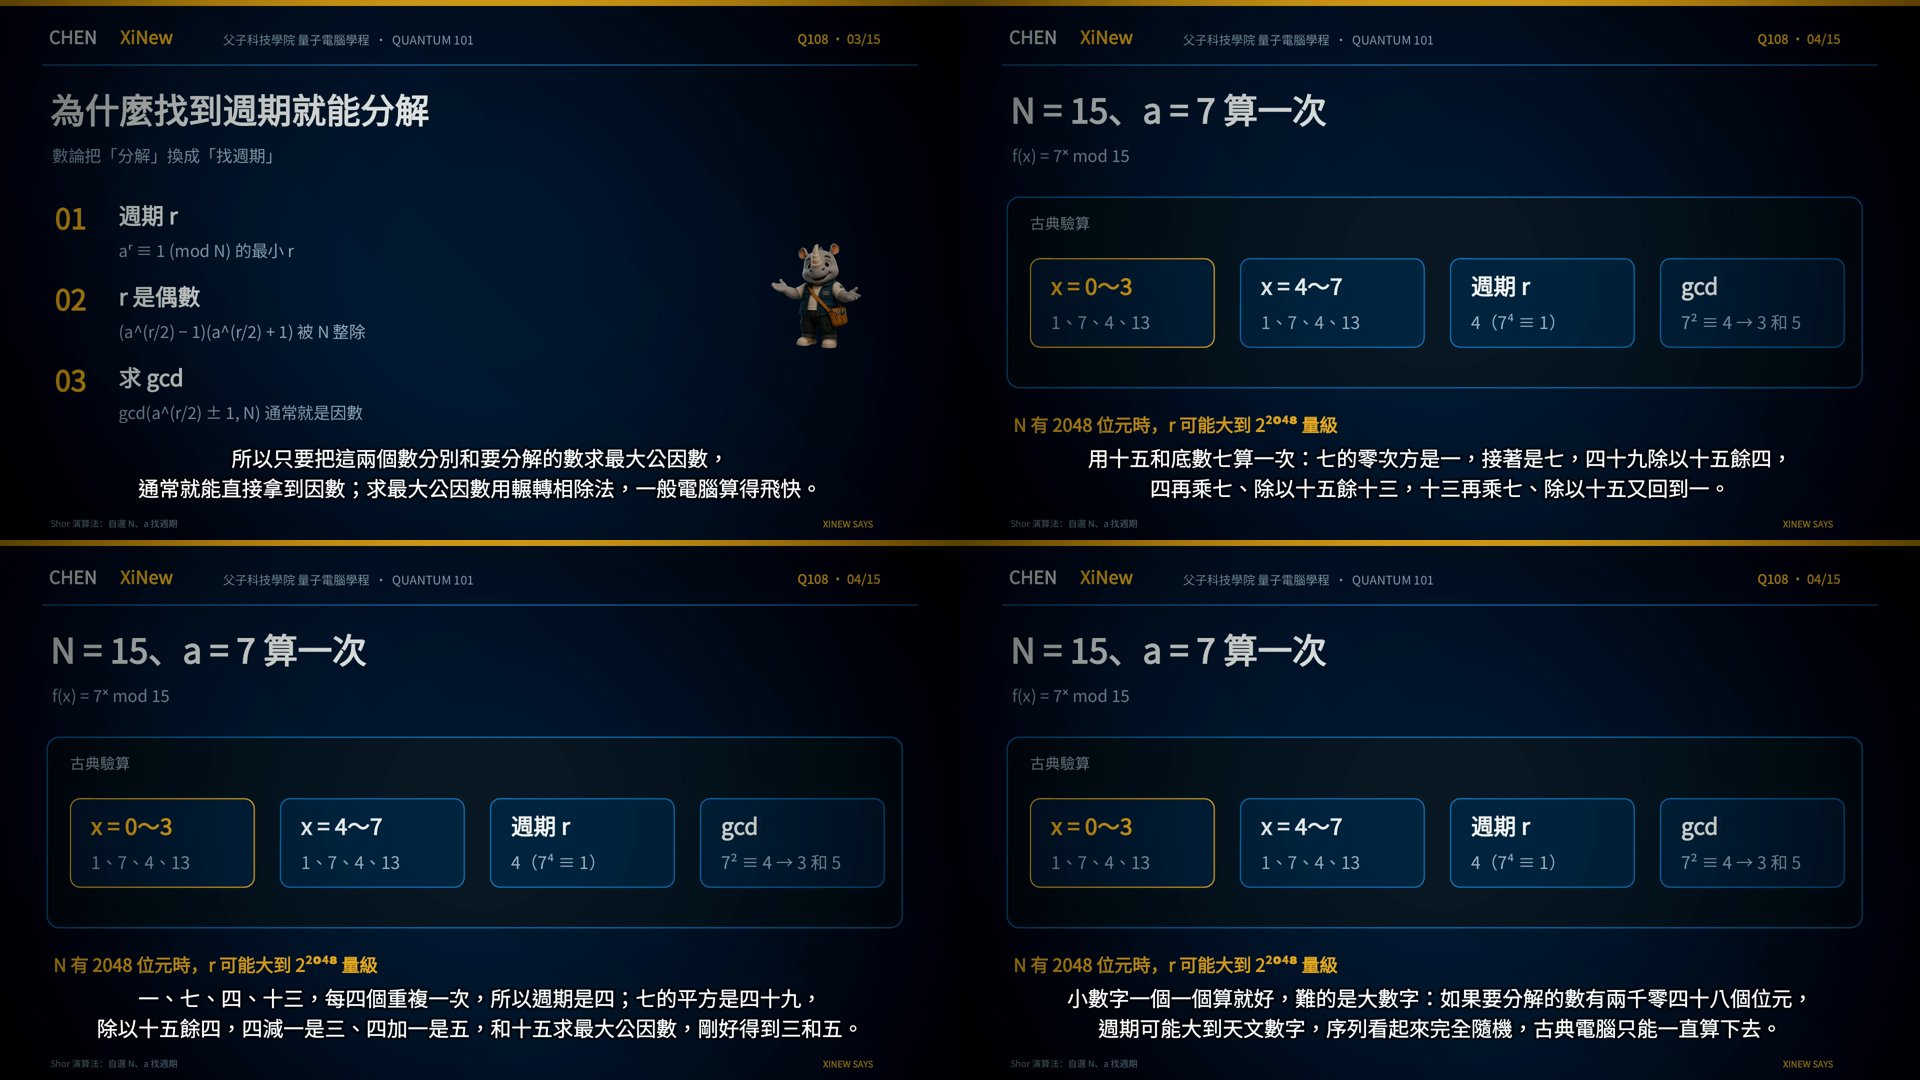 CHEN XiNew 父子科技學院 量子電腦學程 · QUANTUM 101 Q108 · 03/15
為什麼找到週期就能分解
數論把「分解」換成「找週期」
01 週期 r
aʳ ≡ 1 (mod N) 的最小 r
02 r 是偶數
(a^(r/2) − 1)(a^(r/2) + 1) 被 N 整除
03 求 gcd
gcd(a^(r/2) ± 1, N) 通常就是因數
所以只要把這兩個數分別和要分解的數求最大公因數，
通常就能直接拿到因數；求最大公因數用輾轉相除法，一般電腦算得飛快。
Shor 演算法：自選 N、a 找週期 XINEW SAYS
CHEN XiNew 父子科技學院 量子電腦學程 · QUANTUM 101 Q108 · 04/15
N = 15、a = 7 算一次
f(x) = 7ˣ mod 15
古典驗算
x = 0～3
1、7、4、13
x = 4～7
1、7、4、13
週期 r
4（7⁴ ≡ 1）
gcd
7² ≡ 4 → 3 和 5
N 有 2048 位元時，r 可能大到 2²⁰⁴⁸ 量級
用十五和底數七算一次：七的零次方是一，接著是七，四十九除以十五餘四，
四再乘七、除以十五餘十三，十三再乘七、除以十五又回到一。
Shor 演算法：自選 N、a 找週期 XINEW SAYS
CHEN XiNew 父子科技學院 量子電腦學程 · QUANTUM 101 Q108 · 04/15
N = 15、a = 7 算一次
f(x) = 7ˣ mod 15
古典驗算
x = 0～3
1、7、4、13
x = 4～7
1、7、4、13
週期 r
4（7⁴ ≡ 1）
gcd
7² ≡ 4 → 3 和 5
N 有 2048 位元時，r 可能大到 2²⁰⁴⁸ 量級
一、七、四、十三，每四個重複一次，所以週期是四；七的平方是四十九，
除以十五餘四，四減一是三、四加一是五，和十五求最大公因數，剛好得到三和五。
Shor 演算法：自選 N、a 找週期 XINEW SAYS
CHEN XiNew 父子科技學院 量子電腦學程 · QUANTUM 101 Q108 · 04/15
N = 15、a = 7 算一次
f(x) = 7ˣ mod 15
古典驗算
x = 0～3
1、7、4、13
x = 4～7
1、7、4、13
週期 r
4（7⁴ ≡ 1）
gcd
7² ≡ 4 → 3 和 5
N 有 2048 位元時，r 可能大到 2²⁰⁴⁸ 量級
小數字一個一個算就好，難的是大數字：如果要分解的數有兩千零四十八個位元，
週期可能大到天文數字，序列看起來完全隨機，古典電腦只能一直算下去。
Shor 演算法：自選 N、a 找週期 XINEW SAYS